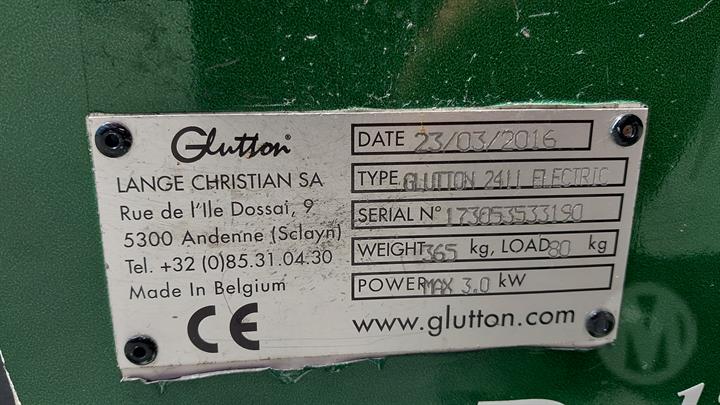 Glutton®
LANGE CHRISTIAN SA
Rue de l'Ile Dossai, 9
5300 Andenne (Sclayn)
Tel. +32 (0)85.31.04.30
Made In Belgium
CE
DATE 23/03/2016
TYPE GLUTTON 2411 ELECTRIC
SERIAL N° 173053533190
WEIGHT 365 kg, LOAD 80 kg
POWER MAX 3.0 kW
www.glutton.com
M